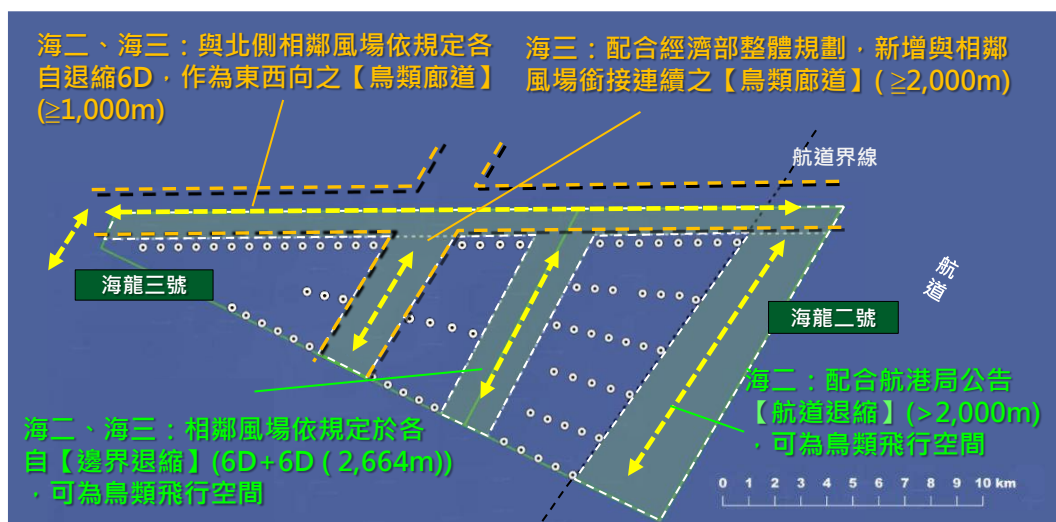 海二、海三：與北側相鄰風場依規定各
自退縮6D，作為東西向之【鳥類廊道】
(≧1,000m)
海三：配合經濟部整體規劃，新增與相鄰
風場銜接連續之【鳥類廊道】( ≧2,000m)
航道界線
航道
海龍三號
海龍二號
海二：配合航港局公告
【航道退縮】(>2,000m)
，可為鳥類飛行空間
海二、海三：相鄰風場依規定於各
自【邊界退縮】(6D+6D ( 2,664m))
，可為鳥類飛行空間
0 1 2 3 4 5 6 7 8 9 10 km